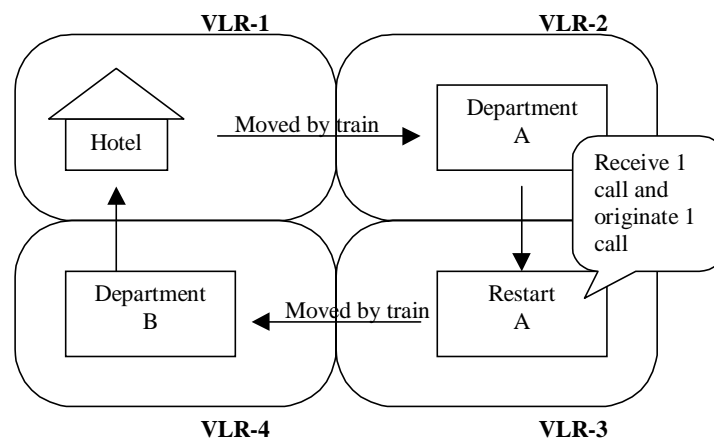 VLR-1
VLR-2
Hotel
Moved by train
Department
A
Receive 1
call and
originate 1
call
Department
B
Moved by train
Restart
A
VLR-4
VLR-3